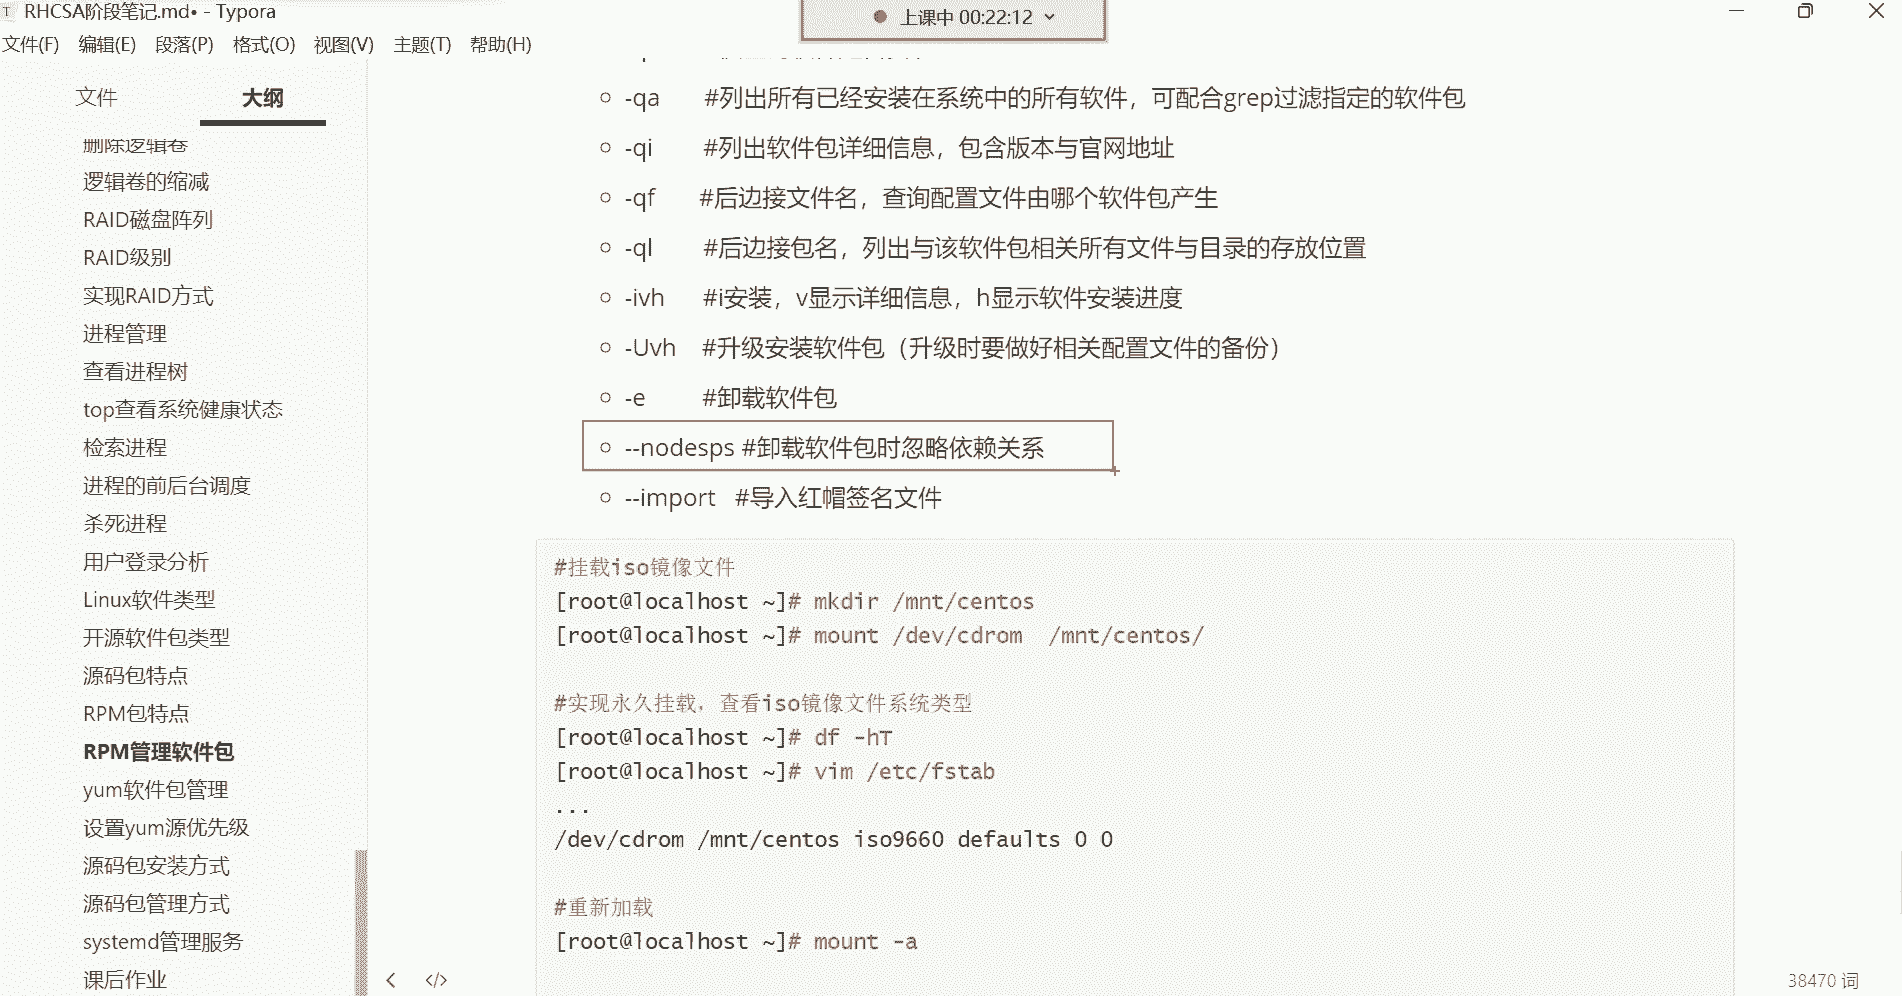 RHCSA阶段笔记.md• - Typora
上课中 00:22:12
文件(F) 编辑(E) 段落(P) 格式(O) 视图(V) 主题(T) 帮助(H)
文件 大纲
删除逻辑卷
逻辑卷的缩减
RAID磁盘阵列
RAID级别
实现RAID方式
进程管理
查看进程树
top查看系统健康状态
检索进程
进程的前后台调度
杀死进程
用户登录分析
Linux软件类型
开源软件包类型
源码包特点
RPM包特点
RPM管理软件包
yum软件包管理
设置yum源优先级
源码包安装方式
源码包管理方式
systemd管理服务
课后作业
-qa #列出所有已经安装在系统中的所有软件，可配合grep过滤指定的软件包
-qi #列出软件包详细信息，包含版本与官网地址
-qf #后边接文件名，查询配置文件由哪个软件包产生
-ql #后边接包名，列出与该软件包相关所有文件与目录的存放位置
-ivh #i安装，v显示详细信息，h显示软件安装进度
-Uvh #升级安装软件包（升级时要做好相关配置文件的备份）
-e #卸载软件包
--nodesps #卸载软件包时忽略依赖关系
--import #导入红帽签名文件
#挂载iso镜像文件
[root@localhost ~]# mkdir /mnt/centos
[root@localhost ~]# mount /dev/cdrom /mnt/centos/
#实现永久挂载，查看iso镜像文件系统类型
[root@localhost ~]# df -hT
[root@localhost ~]# vim /etc/fstab
...
/dev/cdrom /mnt/centos iso9660 defaults 0 0
#重新加载
[root@localhost ~]# mount -a
38470 词